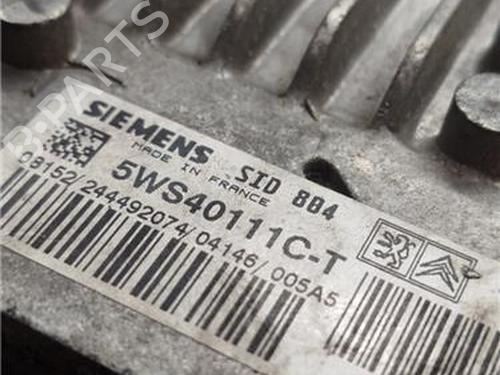 B-PARTS
SIEMENS SID 804
MADE IN FRANCE
5WS40111C-T
08152/244492074/04146/005A5